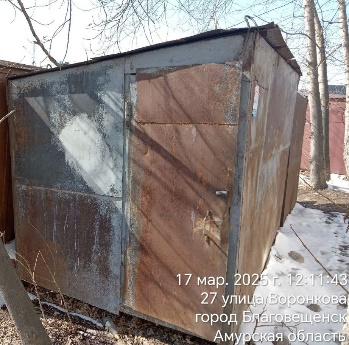 17 мар. 2025 г. 12:11:43
27 улица Воронкова
город Благовещенск
Амурская область